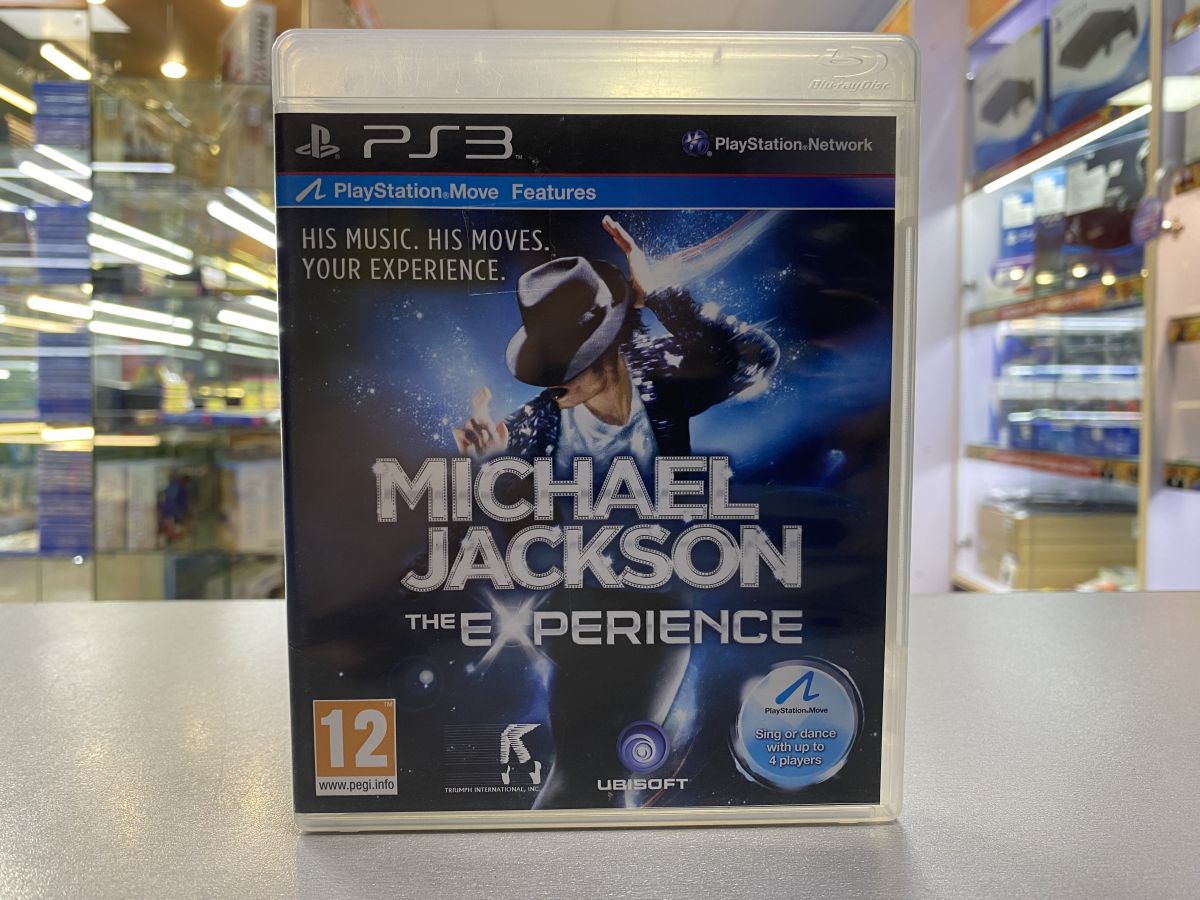 Blu-ray Disc
PS3™
PlayStation®Network
PlayStation®Move Features
HIS MUSIC. HIS MOVES.
YOUR EXPERIENCE.
MICHAEL
JACKSON
THE EXPERIENCE
12
www.pegi.info
TRIUMPH INTERNATIONAL, INC.
UBISOFT
PlayStation®Move
Sing or dance
with up to
4 players